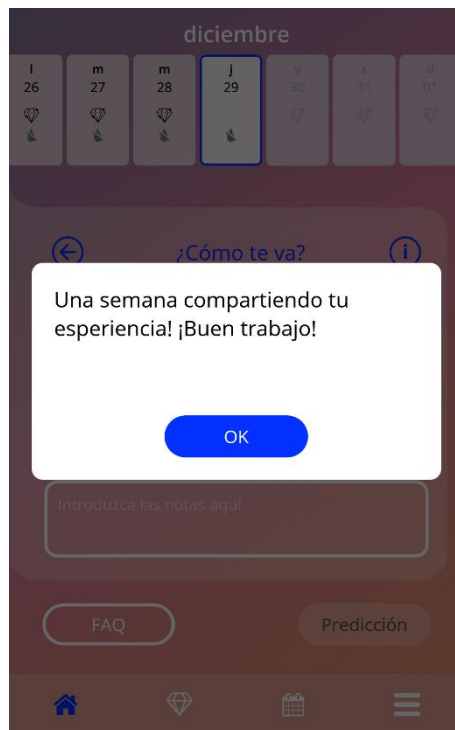 diciembre
l m m j v s d
26 27 28 29 30 31 01
¿Cómo te va?
i
Una semana compartiendo tu
esperiencia! ¡Buen trabajo!
OK
Introduzca las notas aquí
FAQ Predicción